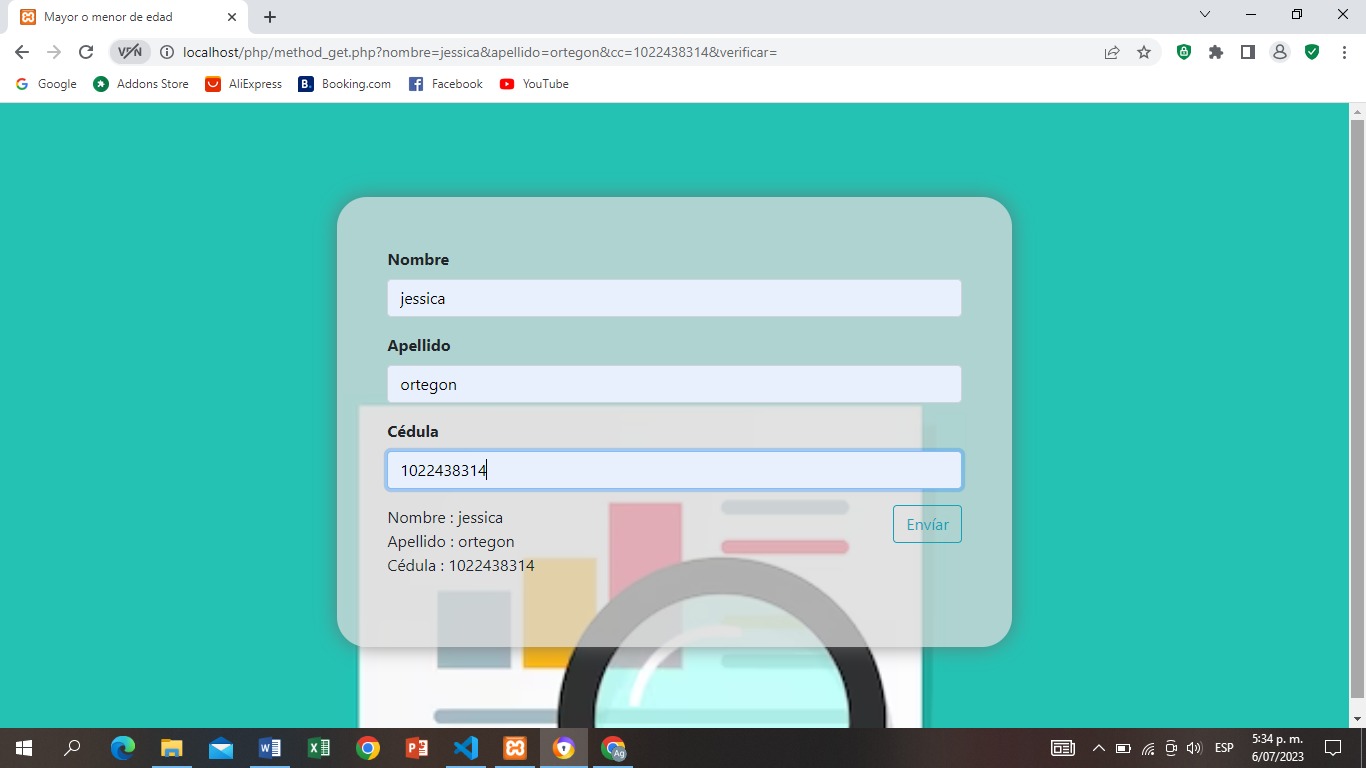 Mayor o menor de edad
VPN
localhost/php/method_get.php?nombre=jessica&apellido=ortegon&cc=1022438314&verificar=
Google Addons Store AliExpress B. Booking.com Facebook YouTube
Nombre
jessica
Apellido
ortegon
Cédula
1022438314
Nombre : jessica
Envíar
Apellido : ortegon
Cédula : 1022438314
ESP
5:34 p. m.
6/07/2023